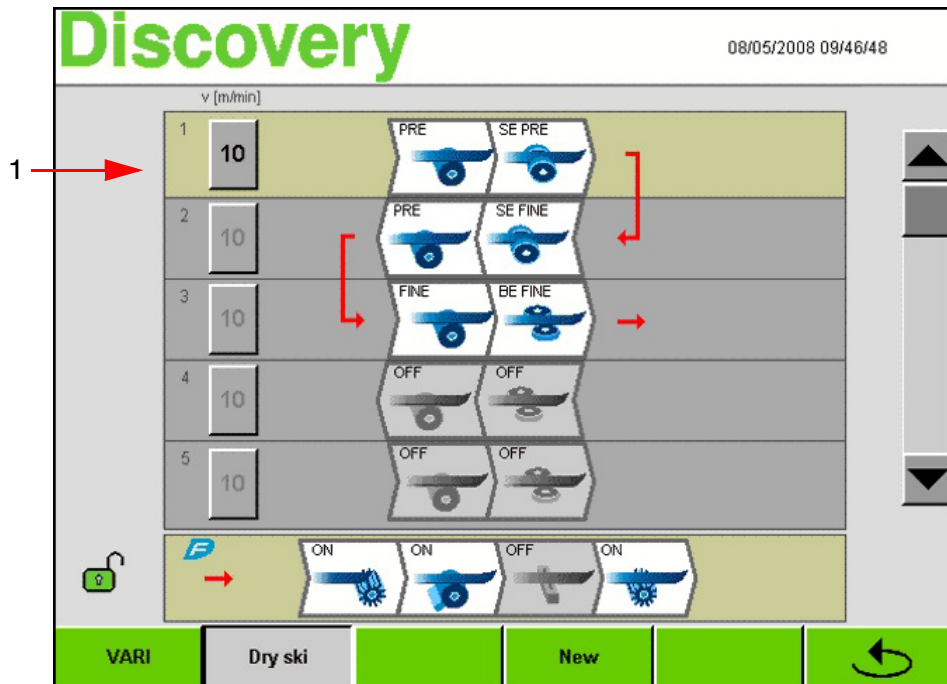 Discovery
08/05/2008 09/46/48
v [m/min]
1
1
10
PRE
SE PRE
2
10
PRE
SE FINE
3
10
FINE
BE FINE
4
10
OFF
OFF
5
10
OFF
OFF
F
ON
ON
OFF
ON
VARI
Dry ski
New